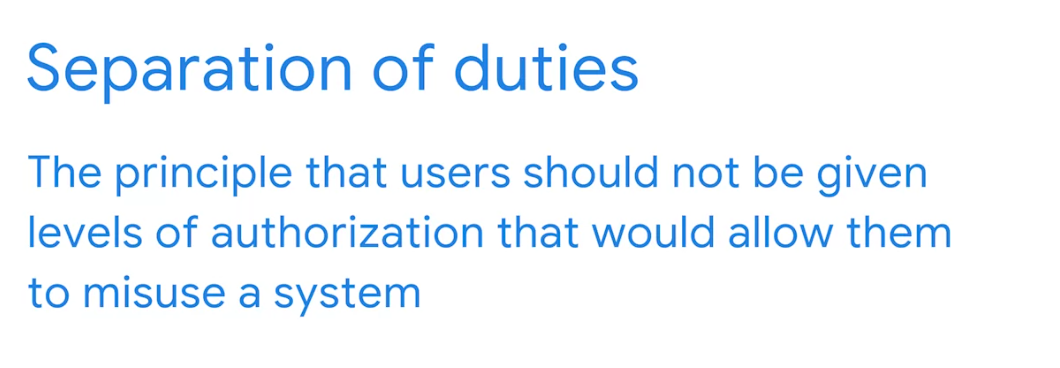 Separation of duties
The principle that users should not be given
levels of authorization that would allow them
to misuse a system